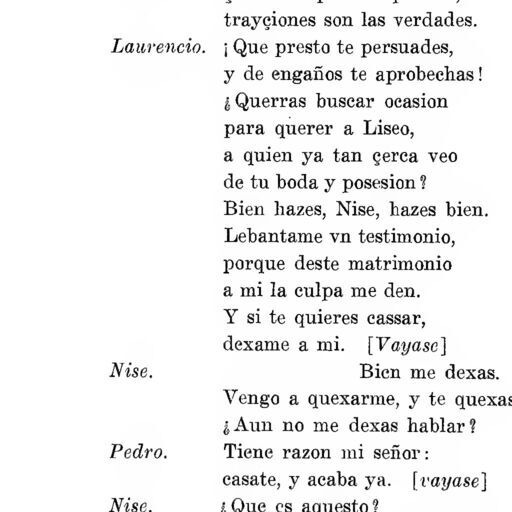 trayçiones son las verdades.
Laurencio. ¡Que presto te persuades,
y de engaños te aprobechas!
¿Querras buscar ocasion
para querer a Liseo,
a quien ya tan çerca veo
de tu boda y posesion?
Bien hazes, Nise, hazes bien.
Lebantame vn testimonio,
porque deste matrimonio
a mi la culpa me den.
Y si te quieres cassar,
dexame a mi. [Vayase]
Nise. Bien me dexas.
Vengo a quexarme, y te quexas
¿Aun no me dexas hablar?
Pedro. Tiene razon mi señor:
casate, y acaba ya. [vayase]
Nise. ¿Que es aquesto?